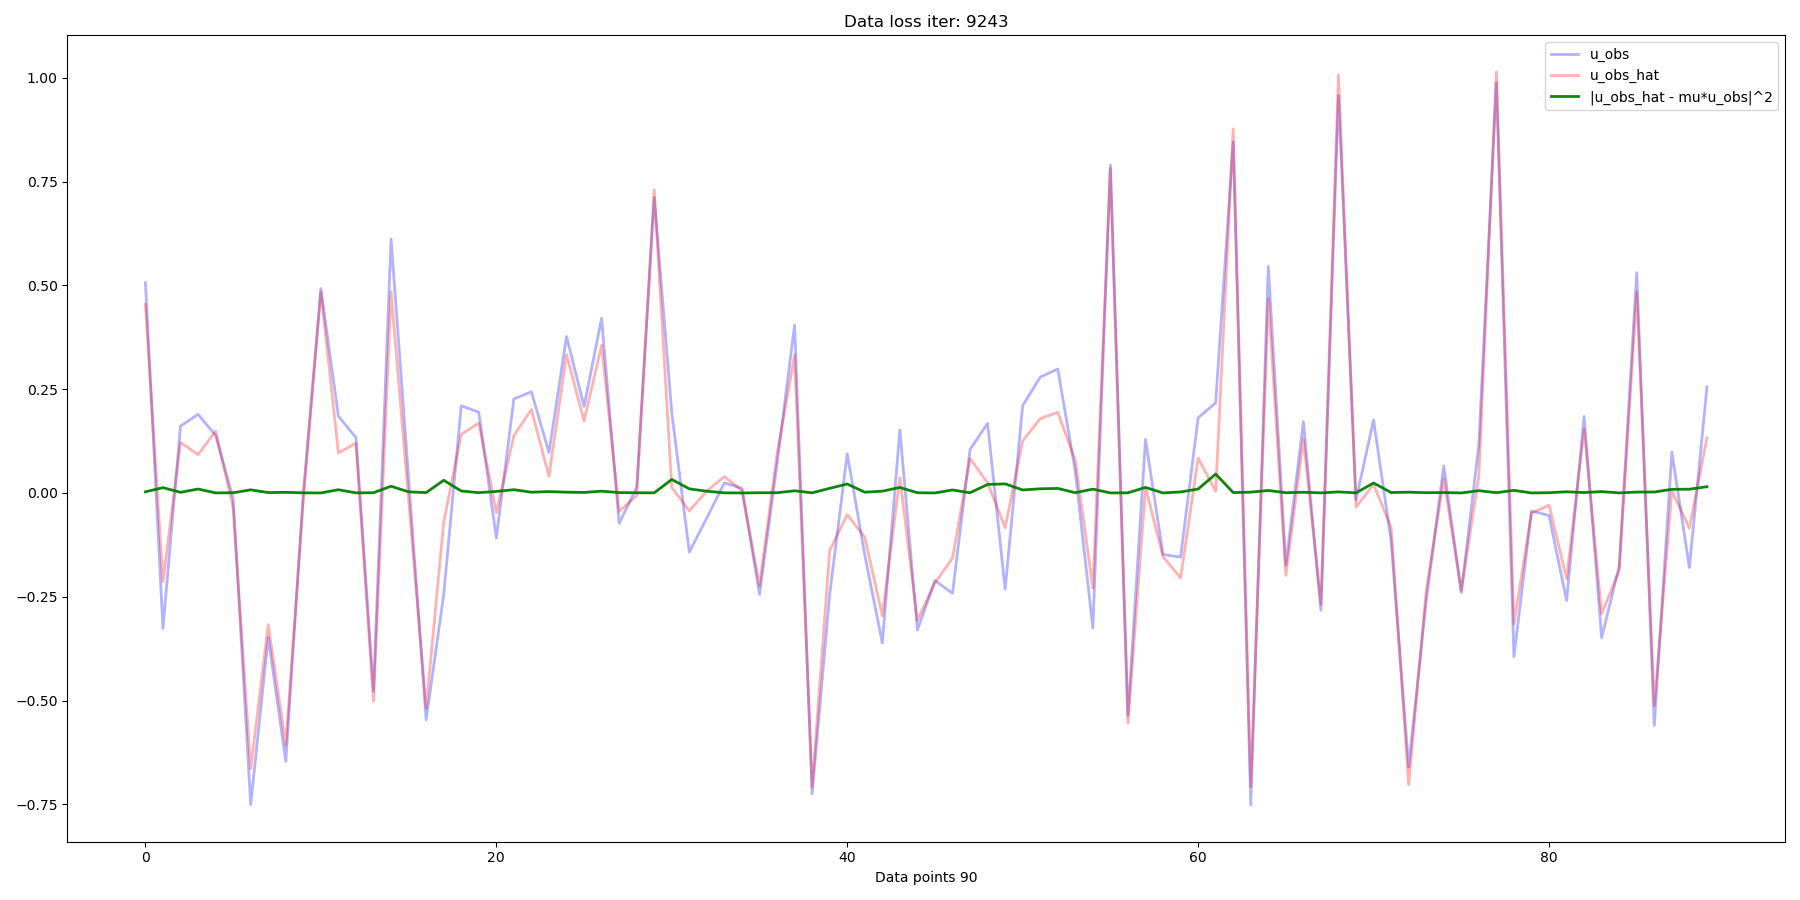 Data loss iter: 9243
u_obs
u_obs_hat
|u_obs_hat - mu*u_obs|^2
1.00
0.75
0.50
0.25
0.00
−0.25
−0.50
−0.75
0 20 40 60 80
Data points 90